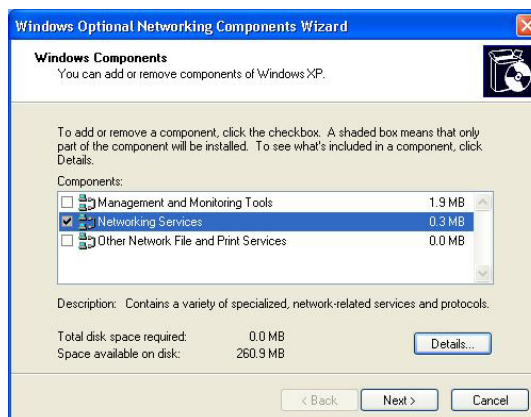 Windows Optional Networking Components Wizard
Windows Components
You can add or remove components of Windows XP.
To add or remove a component, click the checkbox. A shaded box means that only
part of the component will be installed. To see what's included in a component, click
Details.
Components:
Management and Monitoring Tools 1.9 MB
Networking Services 0.3 MB
Other Network File and Print Services 0.0 MB
Description: Contains a variety of specialized, network-related services and protocols.
Total disk space required: 0.0 MB
Space available on disk: 260.9 MB
Details...
< Back Next > Cancel